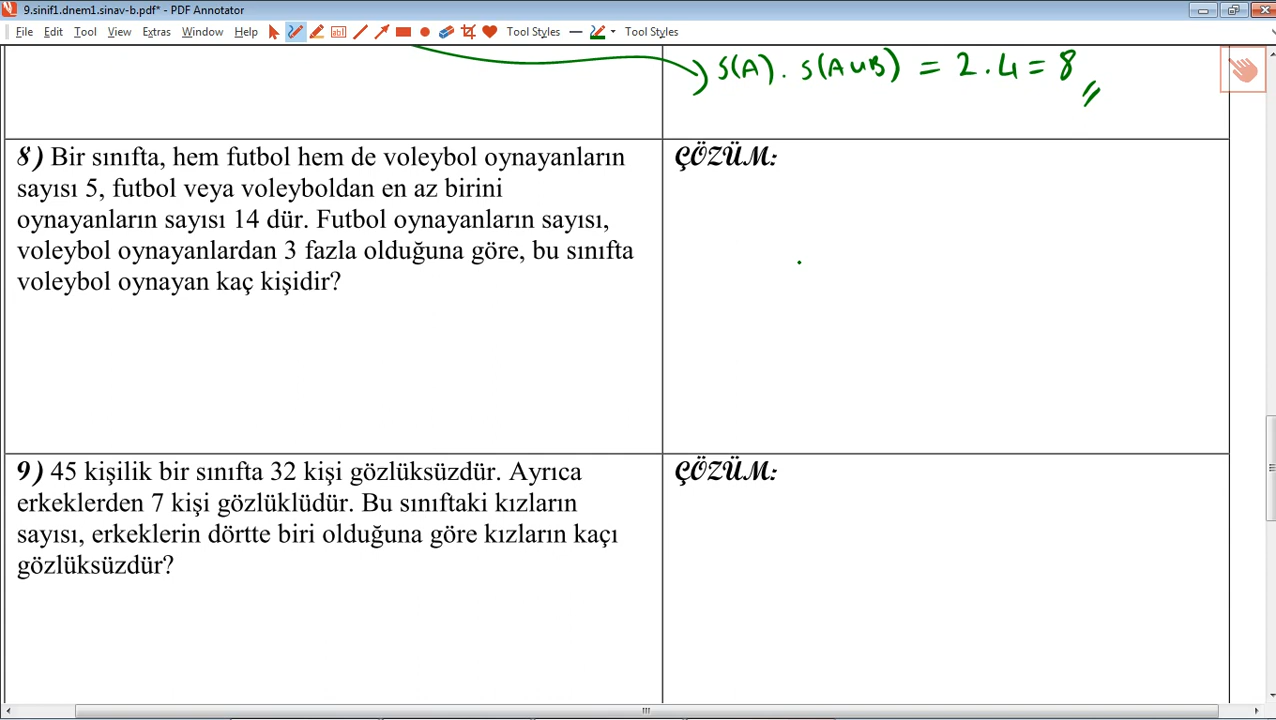 9.sinif1.dnem1.sinav-b.pdf* - PDF Annotator
File Edit Tool View Extras Window Help Tool Styles Tool Styles
S(A) . S(A∪B) = 2.4 = 8
8) Bir sınıfta, hem futbol hem de voleybol oynayanların
sayısı 5, futbol veya voleyboldan en az birini
oynayanların sayısı 14 dür. Futbol oynayanların sayısı,
voleybol oynayanlardan 3 fazla olduğuna göre, bu sınıfta
voleybol oynayan kaç kişidir?
ÇÖZÜM:
9) 45 kişilik bir sınıfta 32 kişi gözlüksüzdür. Ayrıca
erkeklerden 7 kişi gözlüklüdür. Bu sınıftaki kızların
sayısı, erkeklerin dörtte biri olduğuna göre kızların kaçı
gözlüksüzdür?
ÇÖZÜM: